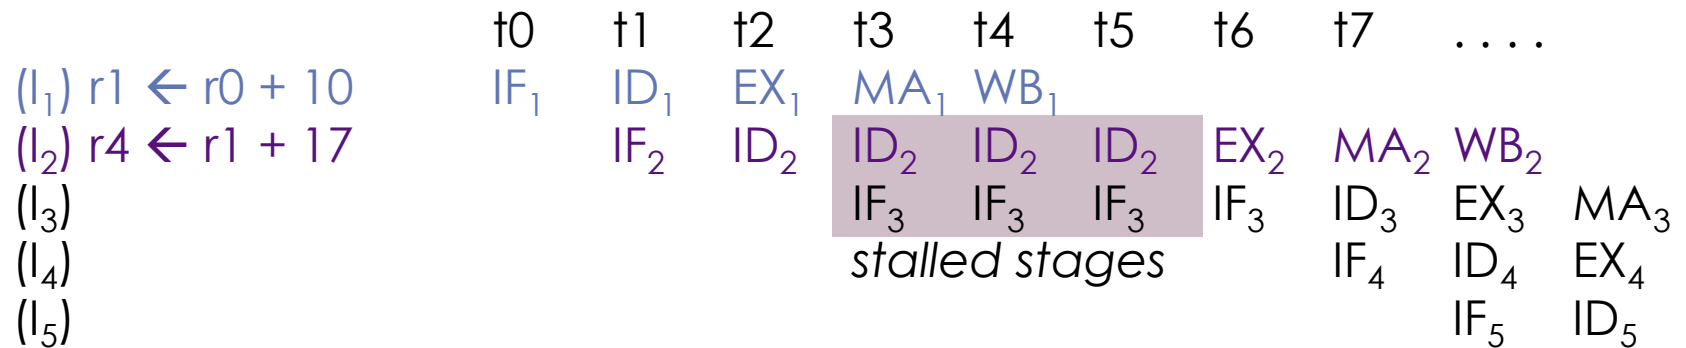 t0 t1 t2 t3 t4 t5 t6 t7 . . . .
(I₁) r1 ← r0 + 10 IF₁ ID₁ EX₁ MA₁ WB₁
(I₂) r4 ← r1 + 17 IF₂ ID₂ ID₂ ID₂ ID₂ EX₂ MA₂ WB₂
(I₃) IF₃ IF₃ IF₃ IF₃ ID₃ EX₃ MA₃
(I₄) stalled stages IF₄ ID₄ EX₄
(I₅) IF₅ ID₅